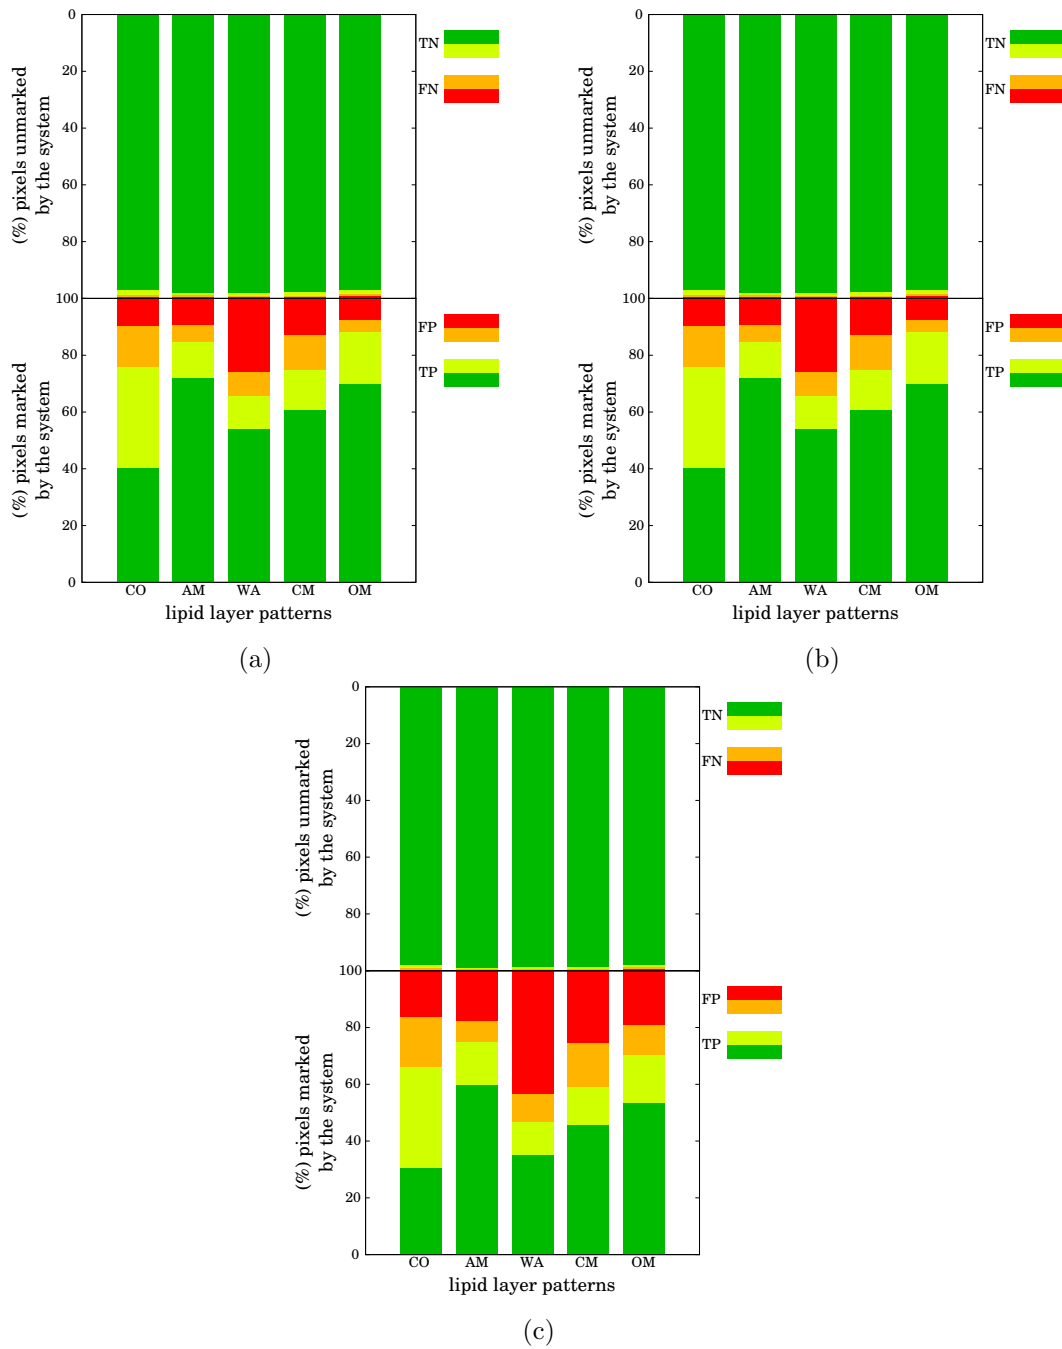 0
20
40
60
80
100
80
60
40
20
0
(%) pixels unmarked
by the system
(%) pixels marked
by the system
TN
FN
FP
TP
CO AM WA CM OM
lipid layer patterns
(a)
0
20
40
60
80
100
80
60
40
20
0
(%) pixels unmarked
by the system
(%) pixels marked
by the system
TN
FN
FP
TP
CO AM WA CM OM
lipid layer patterns
(b)
0
20
40
60
80
100
80
60
40
20
0
(%) pixels unmarked
by the system
(%) pixels marked
by the system
TN
FN
FP
TP
CO AM WA CM OM
lipid layer patterns
(c)